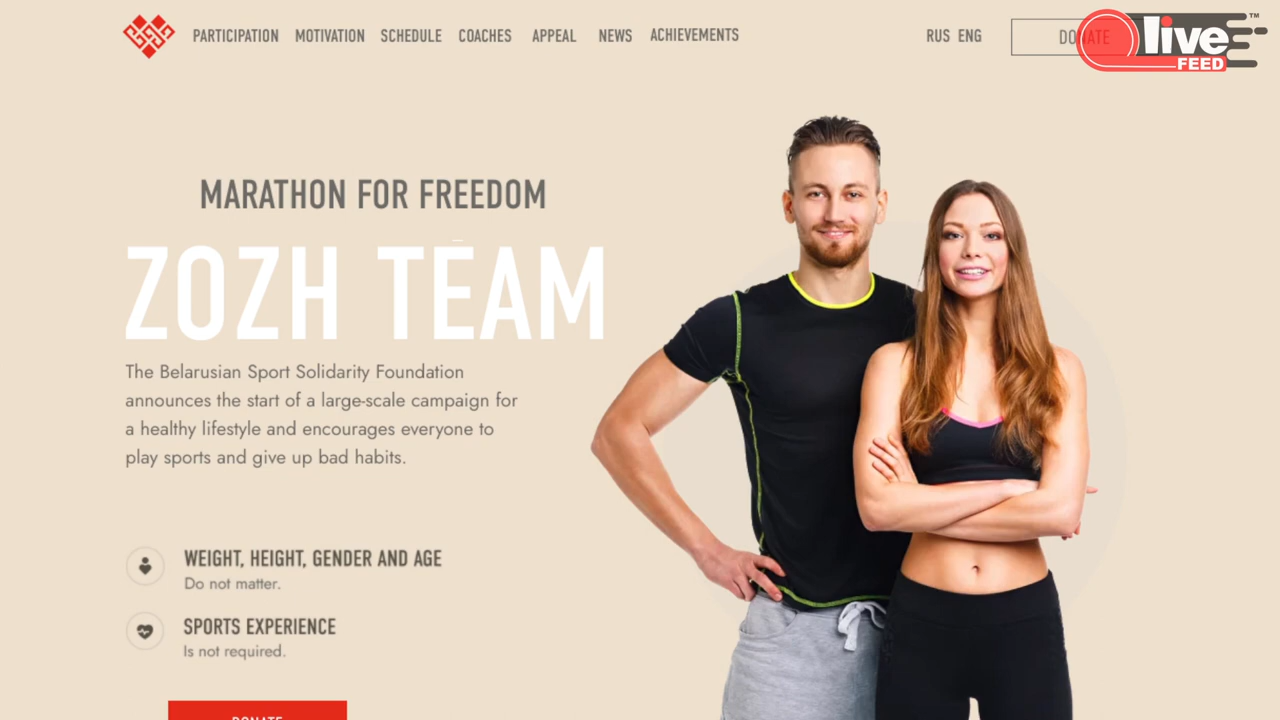 PARTICIPATION MOTIVATION SCHEDULE COACHES APPEAL NEWS ACHIEVEMENTS RUS ENG DONATE
live™
FEED
MARATHON FOR FREEDOM
ZOZH TEAM
The Belarusian Sport Solidarity Foundation
announces the start of a large-scale campaign for
a healthy lifestyle and encourages everyone to
play sports and give up bad habits.
WEIGHT, HEIGHT, GENDER AND AGE
Do not matter.
SPORTS EXPERIENCE
Is not required.
DONATE